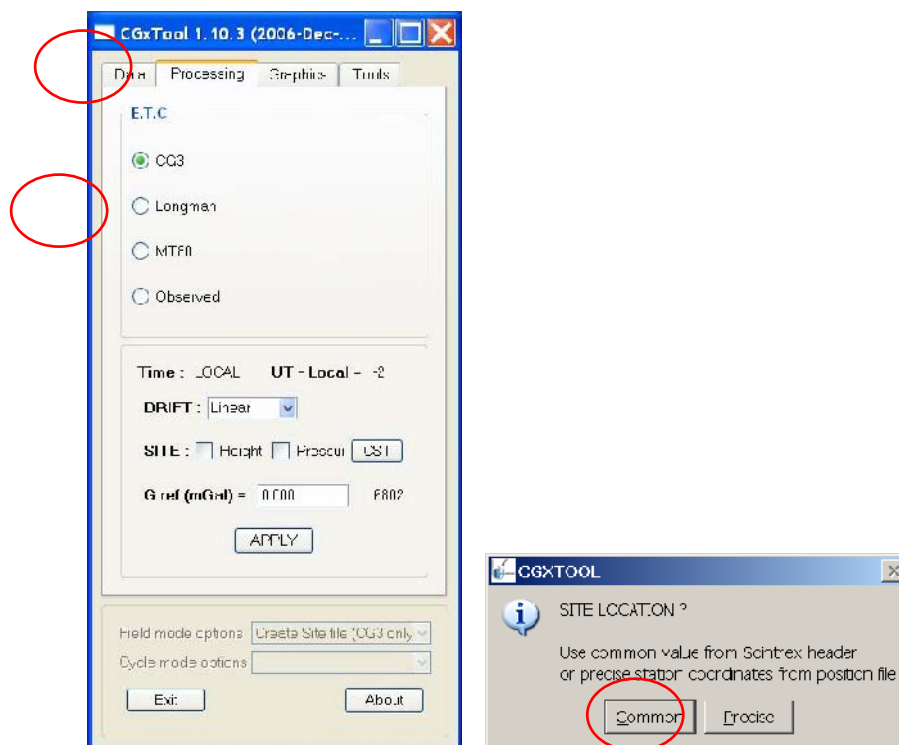 CGxTool 1.10.3 (2006-Dec-...
Data Processing Graphics Tools
E.T.C
CG3
Longman
Observed
Time : LOCAL UT - Local = -2
DRIFT : Linear
SITE : Height
G ref (mGal) = 0.000
APPLY
Field mode options Create Site file (CG3 only
Cycle mode options
Exit About
CGXTOOL
SITE LOCATION ?
Use common value from Scintrex header
or precise station coordinates from position file
Common Precise